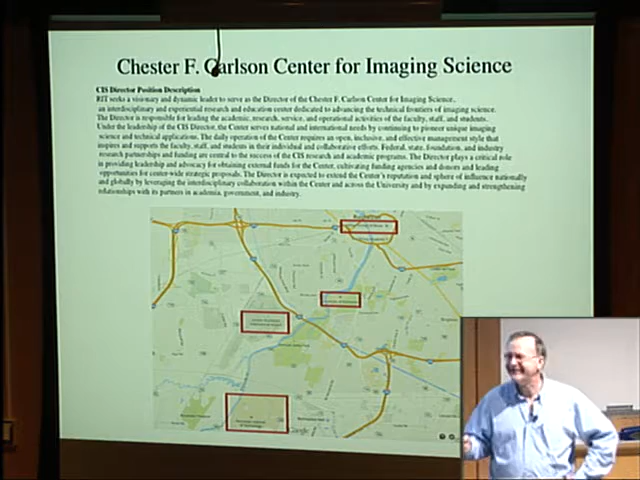 Chester F. Carlson Center for Imaging Science
CIS Director Position Description
RIT seeks a visionary and dynamic leader to serve as the Director of the Chester F. Carlson Center for Imaging Science,
an interdisciplinary and experiential research and education center dedicated to advancing the technical frontiers of imaging science.
The Director is responsible for leading the academic, research, service, and operational activities of the faculty, staff, and students.
Under the leadership of the CIS Director, the Center serves national and international needs by continuing to pioneer unique imaging
science and technical applications. The daily operation of the Center requires an open, inclusive, and effective management style that
inspires and supports the faculty, staff, and students in their individual and collaborative efforts. Federal, state, foundation, and industry
research partnerships and funding are central to the success of the CIS research and academic programs. The Director plays a critical role
in providing leadership and advocacy for obtaining external funds for the Center, cultivating funding agencies and donors and leading
opportunities for center-wide strategic proposals. The Director is expected to extend the Center's reputation and sphere of influence nationally
and globally by leveraging the interdisciplinary collaboration within the Center and across the University and by expanding and strengthening
relationships with its partners in academia, government, and industry.